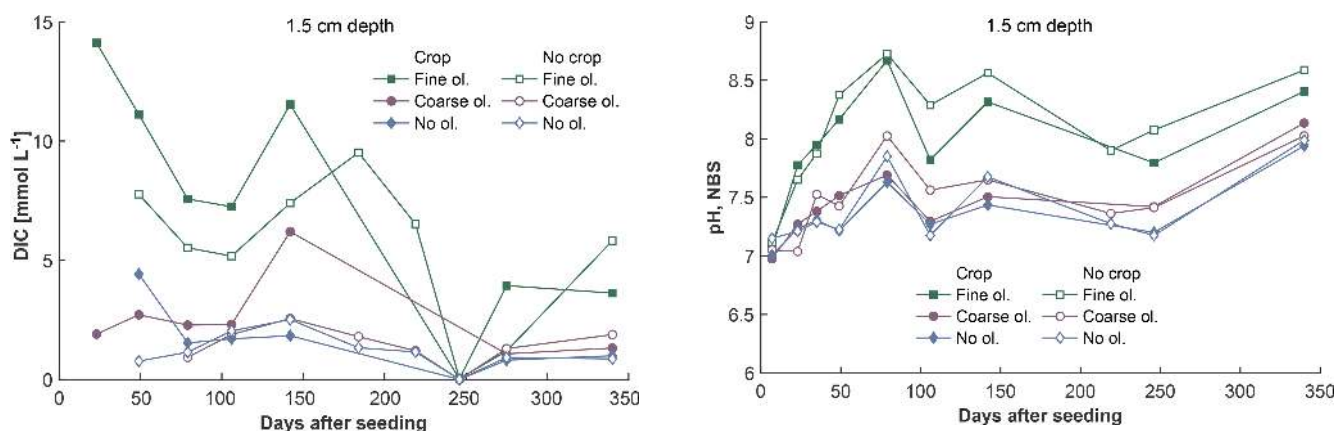 1.5 cm depth
Crop No crop
Fine ol. Fine ol.
Coarse ol. Coarse ol.
No ol. No ol.
DIC [mmol L-1]
15
10
5
0
0 50 100 150 200 250 300 350
Days after seeding
1.5 cm depth
pH, NBS
9
8.5
8
7.5
7
6.5
6
Crop No crop
Fine ol. Fine ol.
Coarse ol. Coarse ol.
No ol. No ol.
0 50 100 150 200 250 300 350
Days after seeding